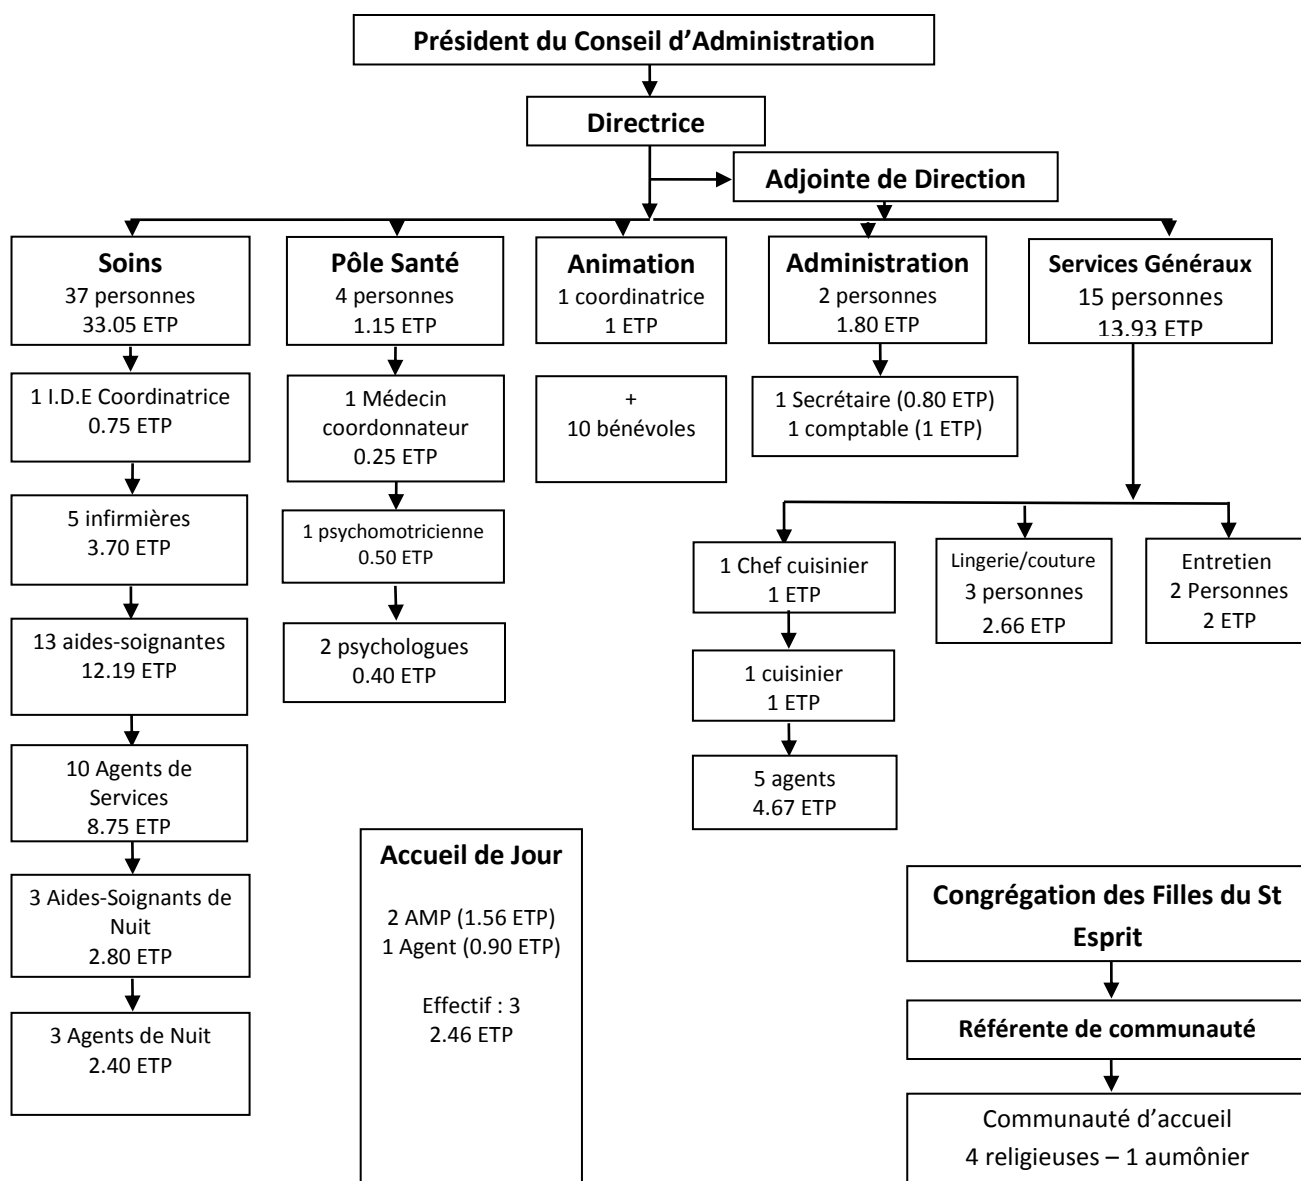 Président du Conseil d’Administration
Directrice
Adjointe de Direction
Soins
37 personnes
33.05 ETP
1 I.D.E Coordinatrice
0.75 ETP
5 infirmières
3.70 ETP
13 aides-soignantes
12.19 ETP
10 Agents de
Services
8.75 ETP
3 Aides-Soignants de
Nuit
2.80 ETP
3 Agents de Nuit
2.40 ETP
Pôle Santé
4 personnes
1.15 ETP
1 Médecin
coordonnateur
0.25 ETP
1 psychomotricienne
0.50 ETP
2 psychologues
0.40 ETP
Animation
1 coordinatrice
1 ETP
+
10 bénévoles
Administration
2 personnes
1.80 ETP
1 Secrétaire (0.80 ETP)
1 comptable (1 ETP)
Services Généraux
15 personnes
13.93 ETP
1 Chef cuisinier
1 ETP
1 cuisinier
1 ETP
5 agents
4.67 ETP
Lingerie/couture
3 personnes
2.66 ETP
Entretien
2 Personnes
2 ETP
Accueil de Jour
2 AMP (1.56 ETP)
1 Agent (0.90 ETP)
Effectif : 3
2.46 ETP
Congrégation des Filles du St
Esprit
Référente de communauté
Communauté d’accueil
4 religieuses – 1 aumônier